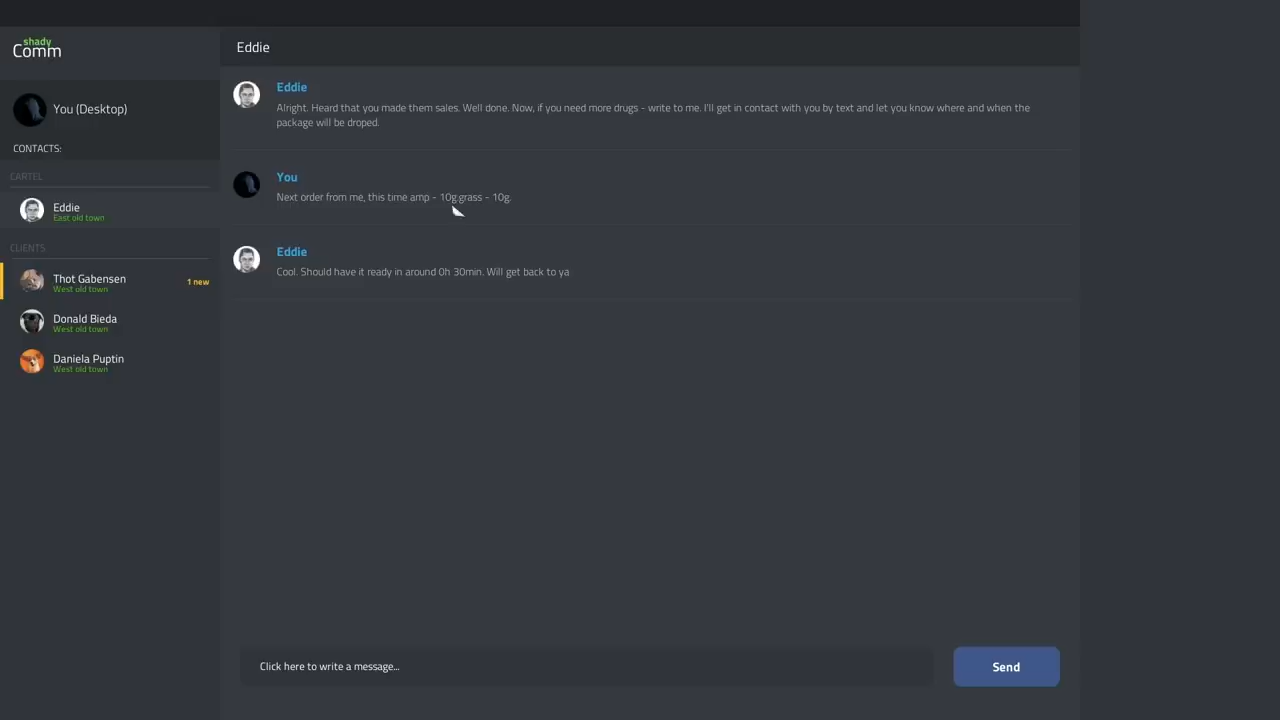 shady
Comm
Eddie
You (Desktop)
CONTACTS:
CARTEL
Eddie
East old town
CLIENTS
Thot Gabensen
West old town
1 new
Donald Bieda
West old town
Daniela Puptin
West old town
Eddie
Alright. Heard that you made them sales. Well done. Now, if you need more drugs - write to me. I'll get in contact with you by text and let you know where and when the
package will be droped.
You
Next order from me, this time amp - 10g.grass - 10g.
Eddie
Cool. Should have it ready in around 0h 30min. Will get back to ya
Click here to write a message...
Send